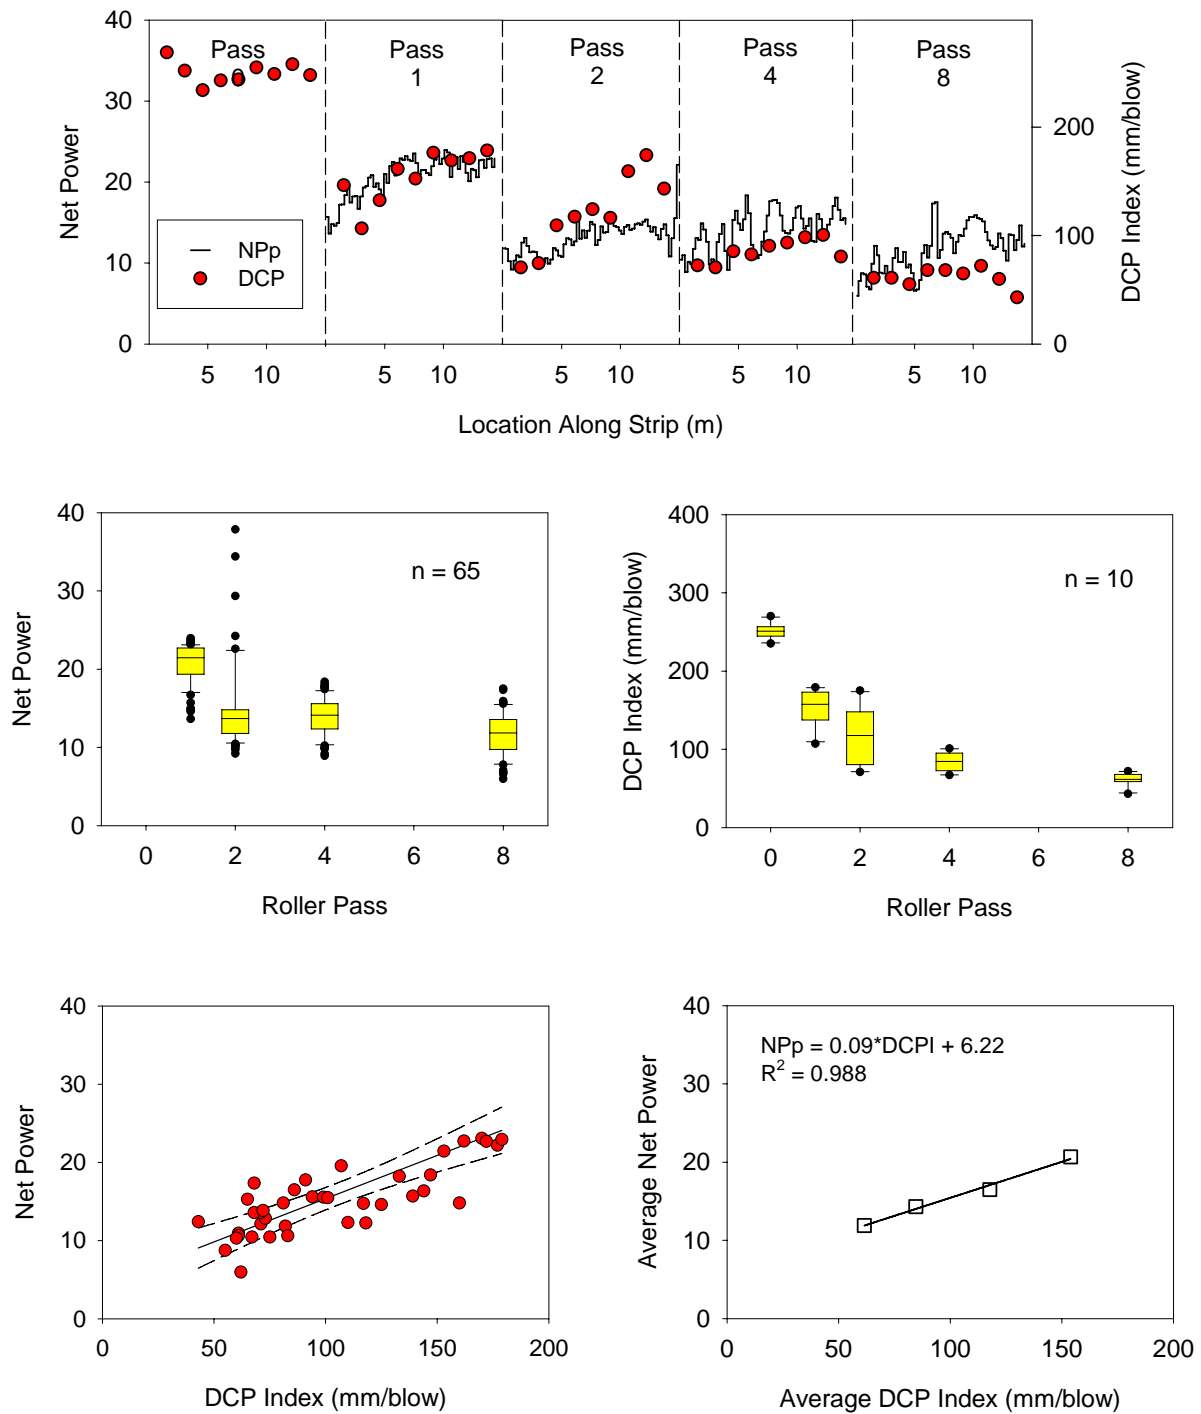 40
30
20
10
0
Net Power
Pass
0
Pass
1
Pass
2
Pass
4
Pass
8
NPp
DCP
200
100
0
DCP Index (mm/blow)
5 10 5 10 5 10 5 10 5 10
Location Along Strip (m)
40
30
20
10
0
Net Power
n = 65
0 2 4 6 8
Roller Pass
400
300
200
100
0
DCP Index (mm/blow)
n = 10
0 2 4 6 8
Roller Pass
40
30
20
10
0
Net Power
0 50 100 150 200
DCP Index (mm/blow)
40
30
20
10
0
Average Net Power
NPp = 0.09*DCPI + 6.22
R² = 0.988
0 50 100 150 200
Average DCP Index (mm/blow)